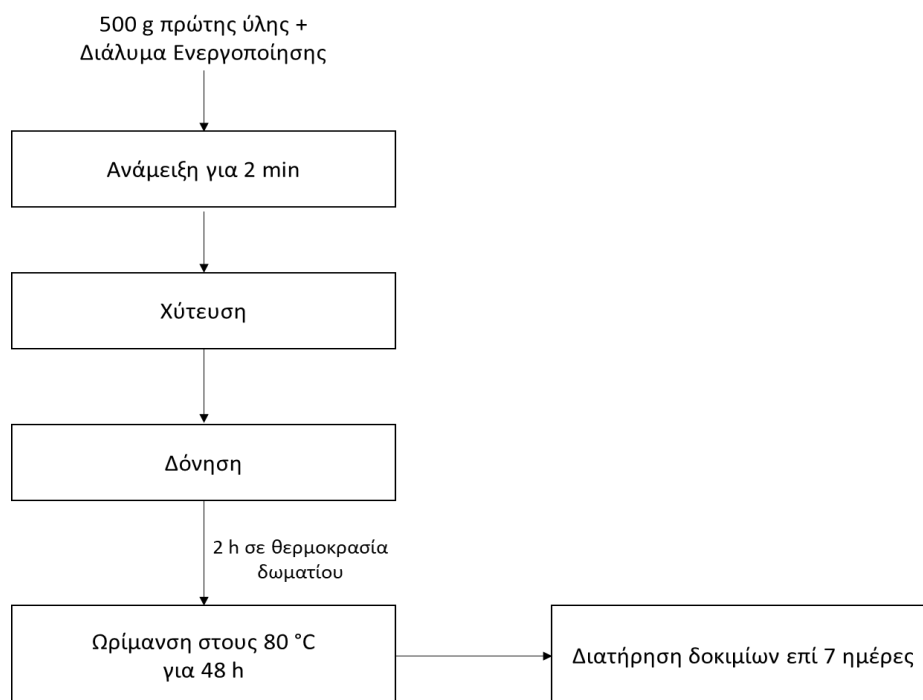 500 g πρώτης ύλης +
Διάλυμα Ενεργοποίησης
Ανάμειξη για 2 min
Χύτευση
Δόνηση
2 h σε θερμοκρασία
δωματίου
Ωρίμανση στους 80 °C
για 48 h
Διατήρηση δοκιμίων επί 7 ημέρες